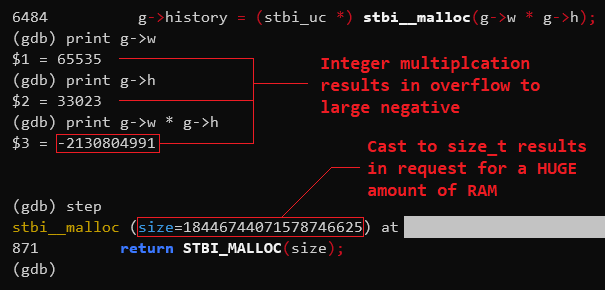 6484 g->history = (stbi_uc *) stbi__malloc(g->w * g->h);
(gdb) print g->w
$1 = 65535
(gdb) print g->h
$2 = 33023
(gdb) print g->w * g->h
$3 = -2130804991
Integer multiplcation
results in overflow to
large negative
Cast to size_t results
in request for a HUGE
amount of RAM
(gdb) step
stbi__malloc (size=18446744071578746625) at
871 return STBI_MALLOC(size);
(gdb)